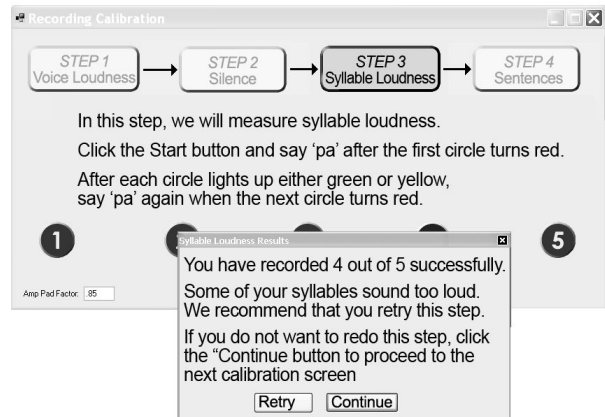 Recording Calibration
STEP 1
Voice Loudness
STEP 2
Silence
STEP 3
Syllable Loudness
STEP 4
Sentences
In this step, we will measure syllable loudness.
Click the Start button and say ‘pa’ after the first circle turns red.
After each circle lights up either green or yellow,
say ‘pa’ again when the next circle turns red.
1
5
Syllable Loudness Results
You have recorded 4 out of 5 successfully.
Some of your syllables sound too loud.
We recommend that you retry this step.
If you do not want to redo this step, click
the “Continue button to proceed to the
next calibration screen
Retry
Continue
Amp Pad Factor: .85